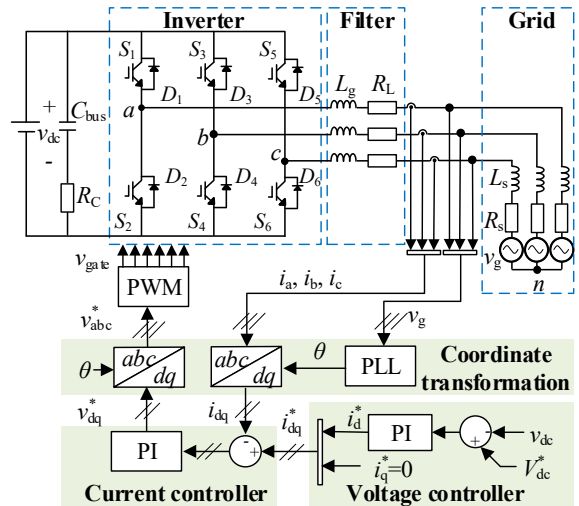 Inverter Filter Grid
S1 S3 S5
D1 D3 D5
Lg RL
a
b
c
+
vdc
-
Cbus
RC
D2 D4 D6
S2 S4 S6
Ls
Rs
vg
n
vgate
PWM
v*abc
ia, ib, ic
vg
θ
abc
dq
abc
dq
θ
PLL
Coordinate
transformation
v*dq
idq
PI
-
+
i*dq
i*d
PI
-
+
vdc
V*dc
i*q=0
Current controller
Voltage controller